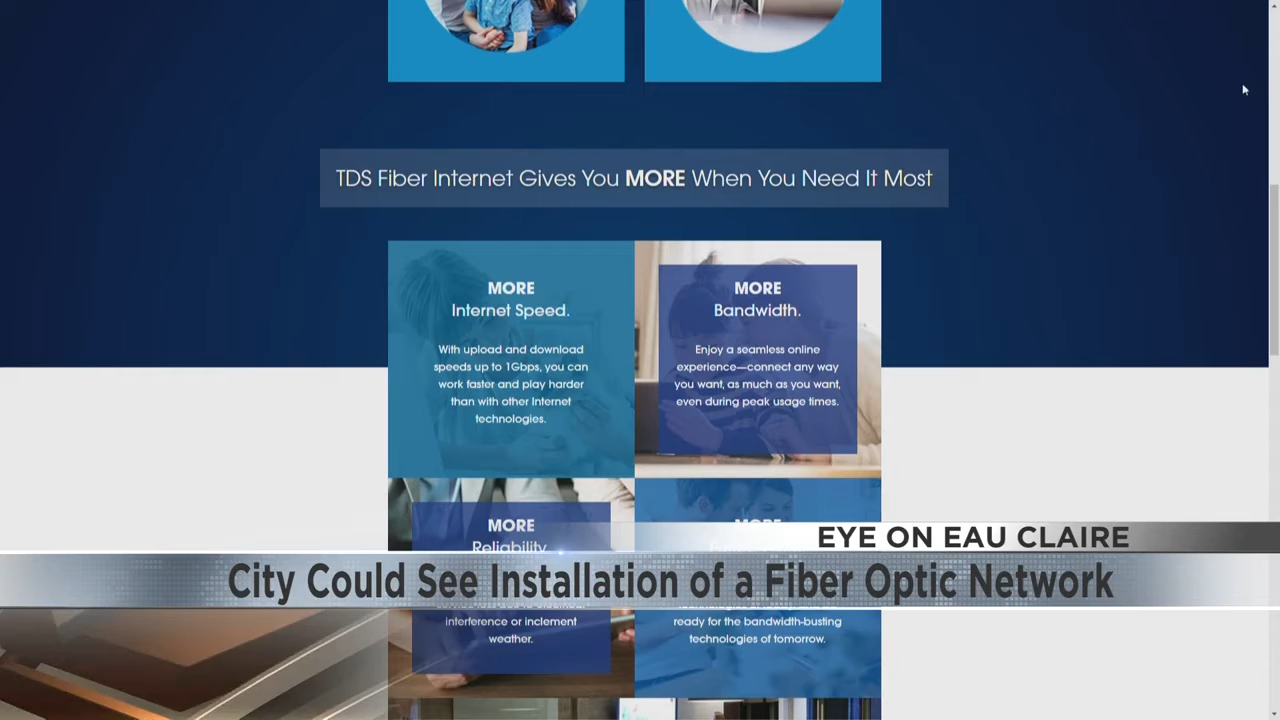 TDS Fiber Internet Gives You MORE When You Need It Most
MORE
Internet Speed.
With upload and download
speeds up to 1Gbps, you can
work faster and play harder
than with other Internet
technologies.
MORE
Bandwidth.
Enjoy a seamless online
experience—connect any way
you want, as much as you want,
even during peak usage times.
MORE
Reliability
interference or inclement
weather.
MORE
ready for the bandwidth-busting
technologies of tomorrow.
EYE ON EAU CLAIRE
City Could See Installation of a Fiber Optic Network